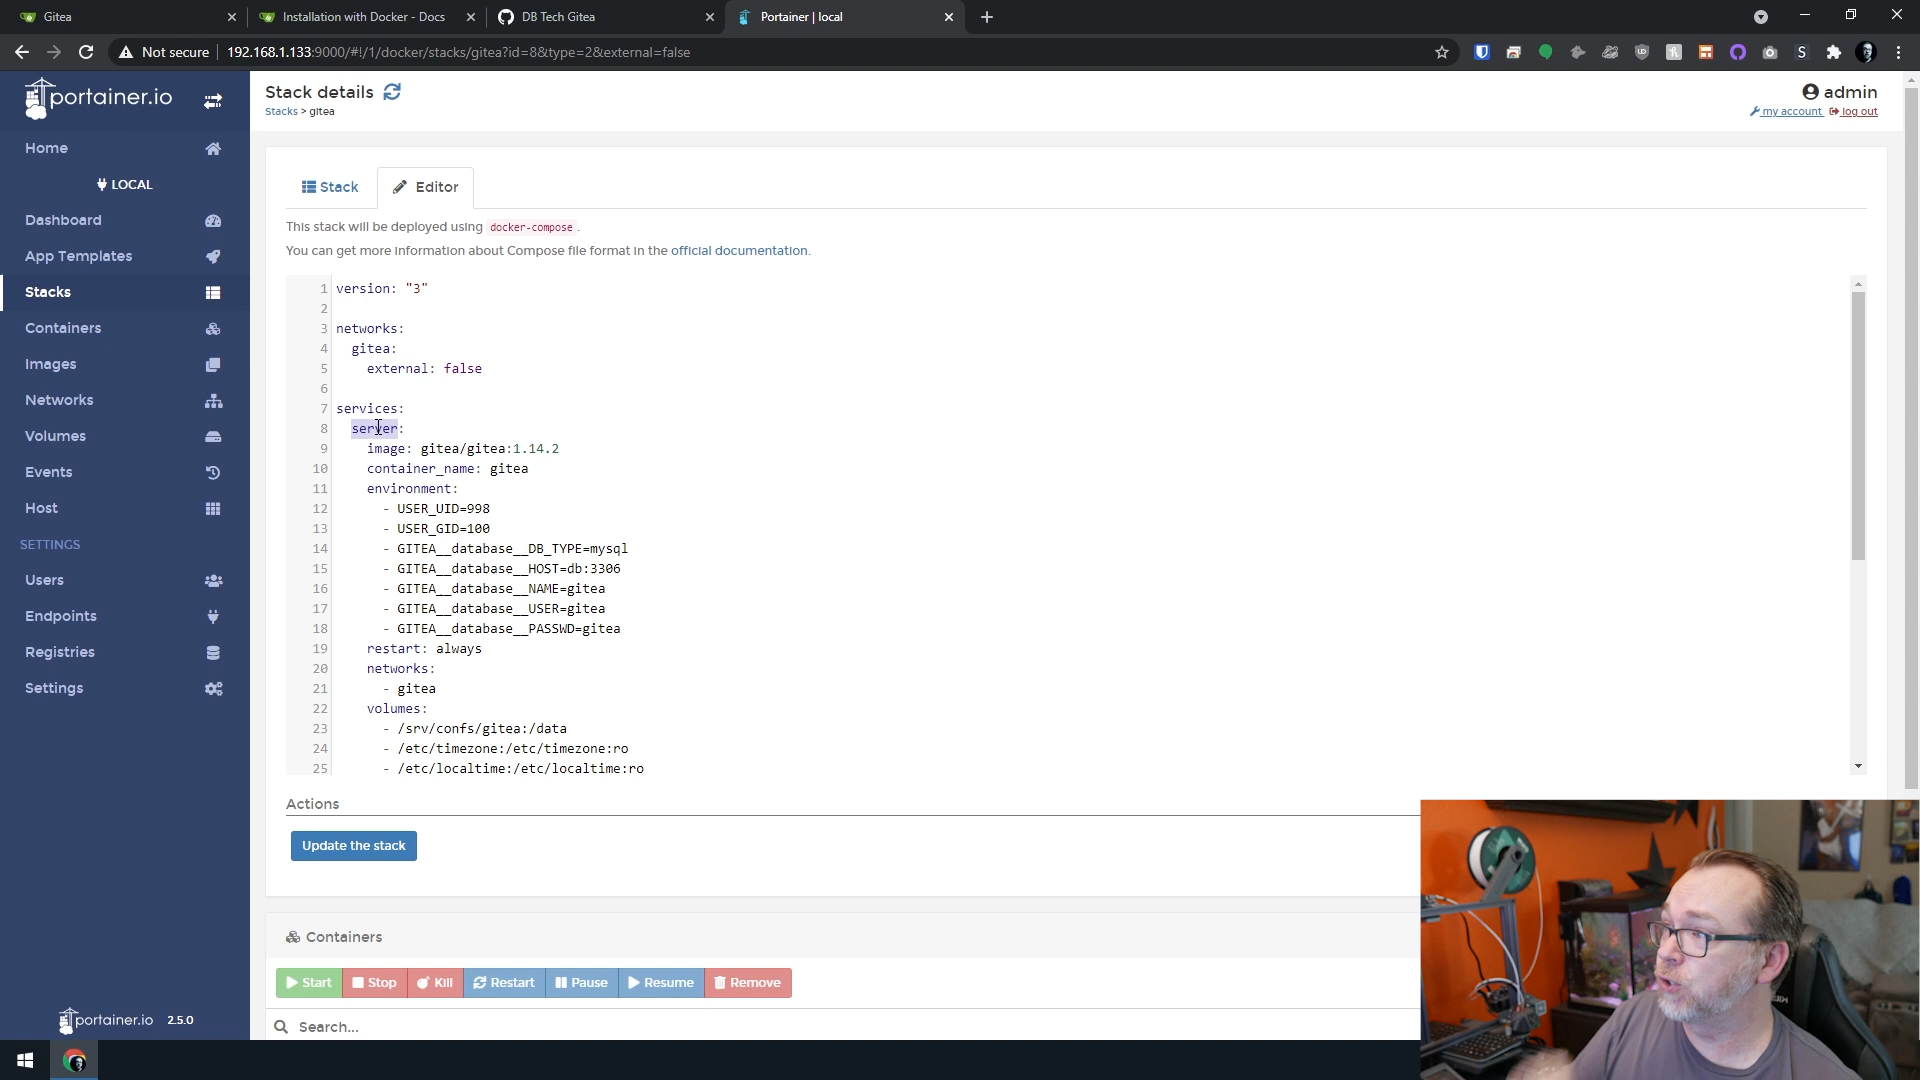 Gitea
Installation with Docker - Docs
DB Tech Gitea
Portainer | local
Not secure
192.168.1.133:9000/#!/1/docker/stacks/gitea?id=8&type=2&external=false
portainer.io
Stack details
Stacks > gitea
admin
my account log out
Home
LOCAL
Dashboard
App Templates
Stacks
Containers
Images
Networks
Volumes
Events
Host
SETTINGS
Users
Endpoints
Registries
Settings
portainer.io 2.5.0
Stack
Editor
This stack will be deployed using docker-compose.
You can get more information about Compose file format in the official documentation.
1 version: "3"
2
3 networks:
4 gitea:
5 external: false
6
7 services:
8 server:
9 image: gitea/gitea:1.14.2
10 container_name: gitea
11 environment:
12 - USER_UID=998
13 - USER_GID=100
14 - GITEA__database__DB_TYPE=mysql
15 - GITEA__database__HOST=db:3306
16 - GITEA__database__NAME=gitea
17 - GITEA__database__USER=gitea
18 - GITEA__database__PASSWD=gitea
19 restart: always
20 networks:
21 - gitea
22 volumes:
23 - /srv/confs/gitea:/data
24 - /etc/timezone:/etc/timezone:ro
25 - /etc/localtime:/etc/localtime:ro
Actions
Update the stack
Containers
Start Stop Kill Restart Pause Resume Remove
Search...